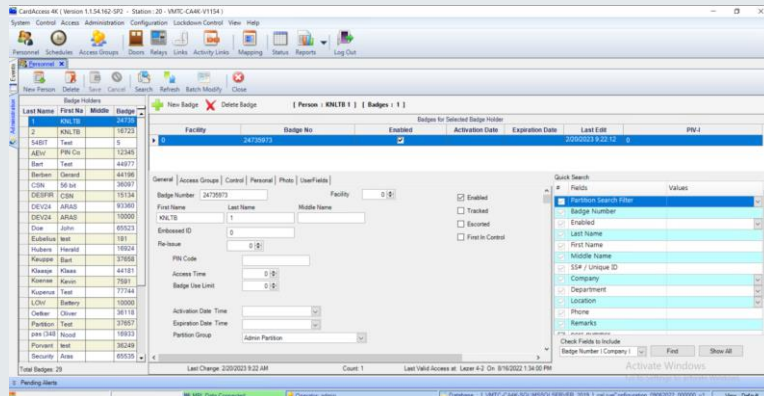 CardAccess 4K ( Version 1.1.54.162-SP2 - Station : 20 - VMTC-CA4K-V1154 )
System Control Access Administration Configuration Lockdown Control View Help
Personnel Schedules Access Groups Doors Relays Links Activity Links Mapping Status Reports Log Out
Events
Administration
Personnel
New Person Delete Save Cancel Search Refresh Batch Modify Close
Badge Holders
Last Name First Na Middle Badge
1 KNLTB 24735
2 KNLTB 16723
54BIT Test 5
AEW PIN Co 12345
Bart Test 44977
Berben Gerard 44196
CSN 56 bit 36097
DESFIR CSN 15134
DEV24 ARAS 93360
DEV24 ARAS 10000
Doe John 65523
Eubelius test 191
Hubers Herald 16924
Keuppe Bart 37658
Klaasje Klaas 44181
Koense Kevin 7581
Kuperus Test 77744
LOW Battery 10000
Oetker Oliver 36118
Partition Test 37657
pas (348 Nood 16933
Porvant test 36249
Security Aras 65535
Total Badges: 29
New Badge Delete Badge [ Person : KNLTB 1 ] [ Badges : 1 ]
Badges for Selected Badge Holder
Facility Badge No Enabled Activation Date Expiration Date Last Edit PIV-I
0 24735973 2/20/2023 9:22:12 0
General Access Groups Control Personal Photo UserFields
Badge Number 24735973 Facility 0
First Name Last Name Middle Name
KNLTB 1
Embossed ID 0
Re-Issue 0
PIN Code
Access Time 0
Badge Use Limit 0
Activation Date Time
Expiration Date Time
Partition Group Admin Partition
Enabled
Tracked
Escorted
First In Control
Quick Search
# Fields Values
Partition Search Filter
Badge Number
Enabled
Last Name
First Name
Middle Name
SS# / Unique ID
Company
Department
Location
Phone
Remarks
Check Fields to Include
Badge Number ( Company ) Find Show All
Last Change: 2/20/2023 9:22 AM Count: 1 Last Valid Access at Lezer 4-2 On 8/16/2022 1:34:00 PM
Activate Windows
Pending Alerts